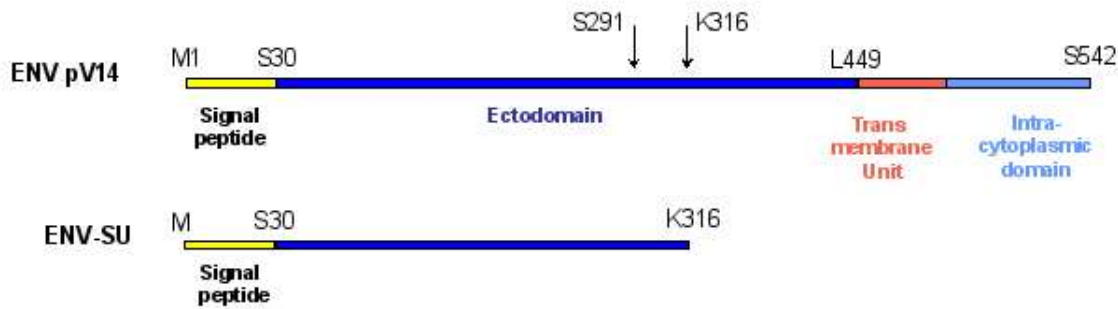 S291 K316
M1 S30 L449 S542
ENV pV14
Signal
peptide
Ectodomain
Trans
membrane
Unit
Intra-
cytoplasmic
domain
M S30 K316
ENV-SU
Signal
peptide